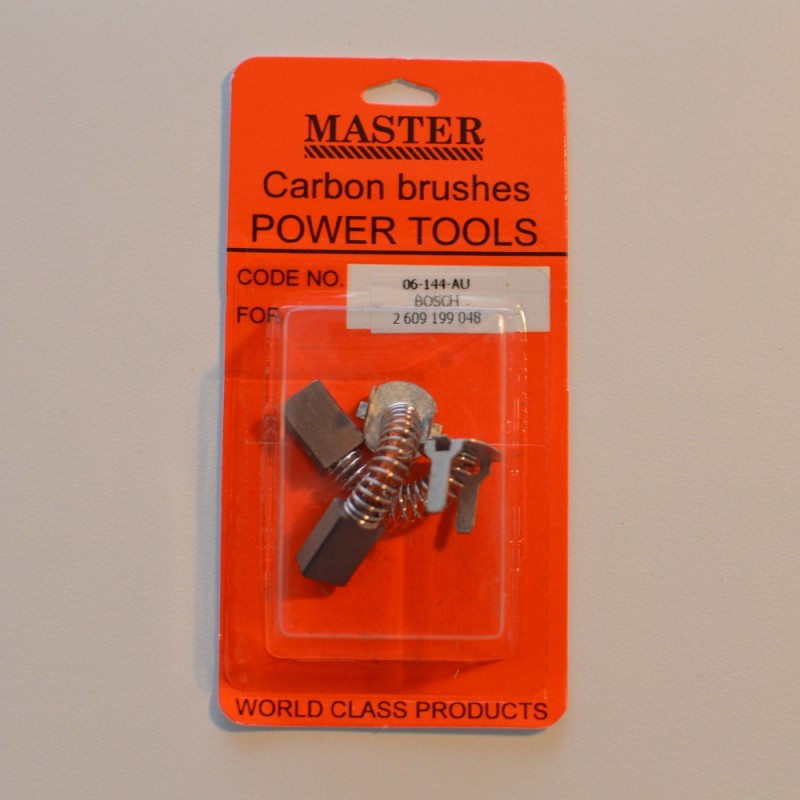 MASTER
Carbon brushes
POWER TOOLS
CODE NO. 06-144-AU
BOSCH
FOR 2 609 199 048
WORLD CLASS PRODUCTS